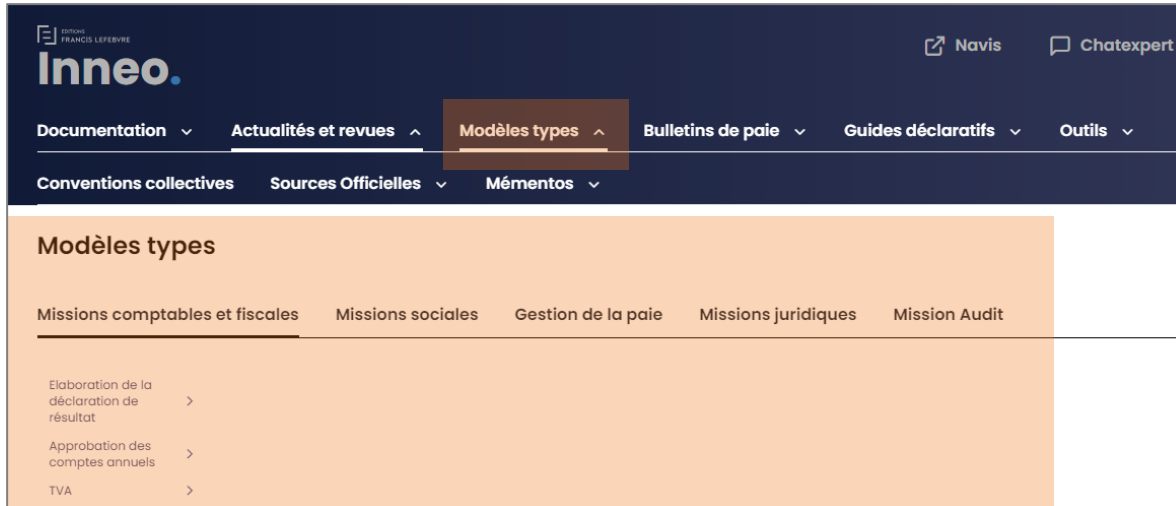 EDITIONS
FRANCIS LEFEBVRE
Inneo.
Navis Chatexpert
Documentation Actualités et revues Modèles types Bulletins de paie Guides déclaratifs Outils
Conventions collectives Sources Officielles Mémentos
Modèles types
Missions comptables et fiscales Missions sociales Gestion de la paie Missions juridiques Mission Audit
Elaboration de la
déclaration de
résultat
Approbation des
comptes annuels
TVA